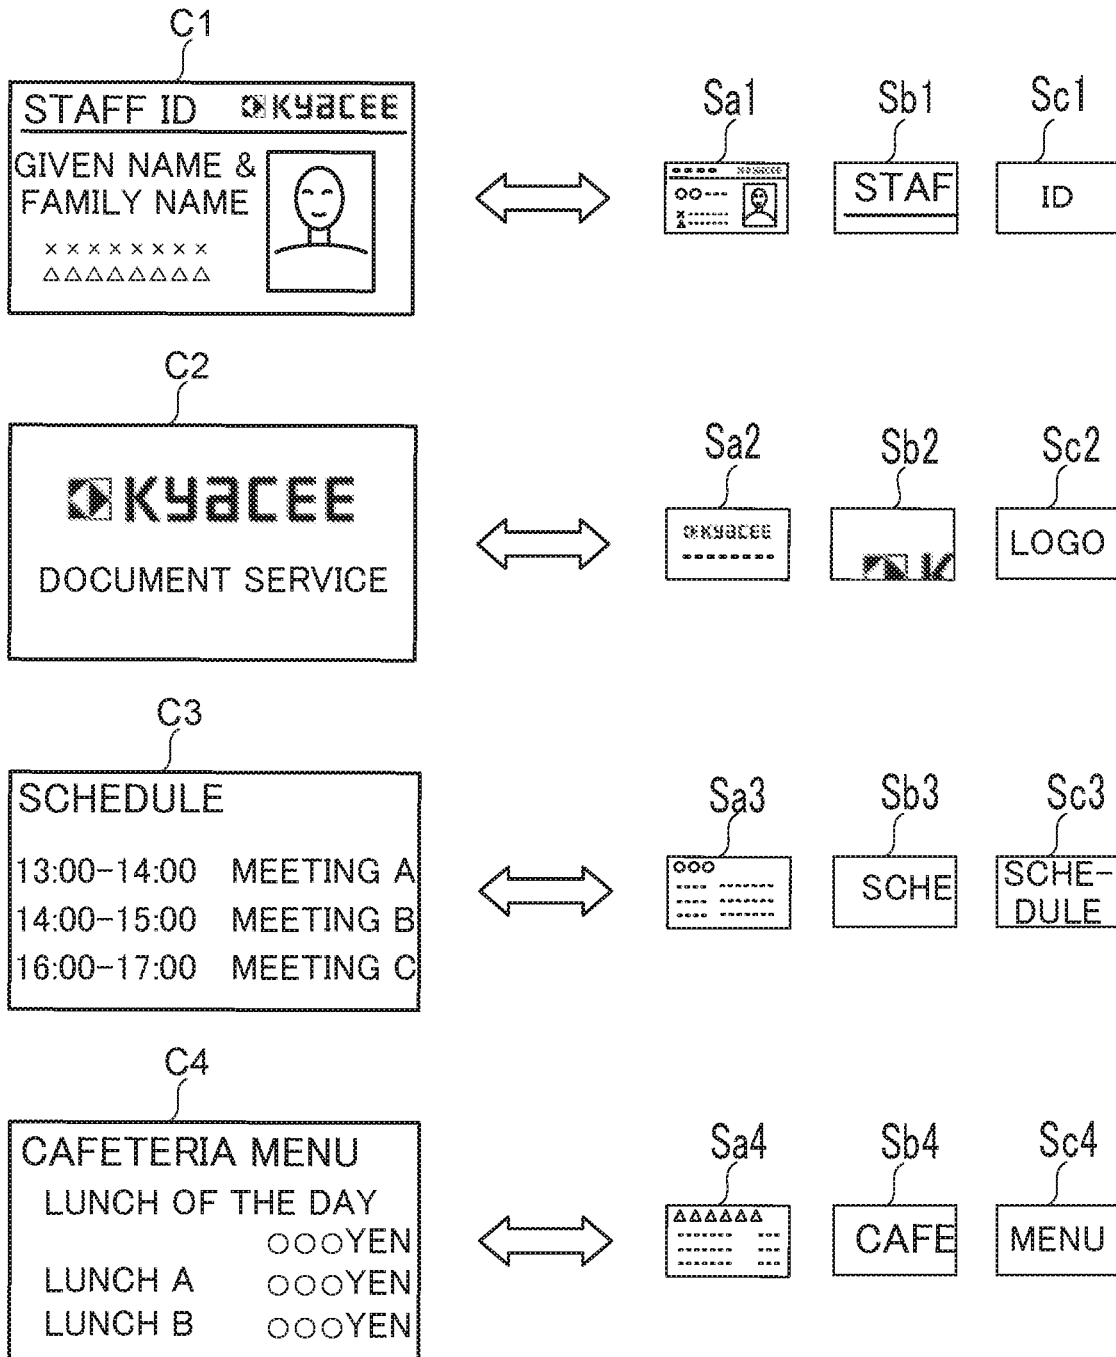 C1
STAFF ID KYACEE
GIVEN NAME &
FAMILY NAME
××××××××
△△△△△△△△
Sa1 Sb1 Sc1
STAF
ID
C2
KYACEE
DOCUMENT SERVICE
Sa2 Sb2 Sc2
KYACEE
K
LOGO
C3
SCHEDULE
13:00-14:00 MEETING A
14:00-15:00 MEETING B
16:00-17:00 MEETING C
Sa3 Sb3 Sc3
○○○
SCHE
SCHE-
DULE
C4
CAFETERIA MENU
LUNCH OF THE DAY
○○○YEN
LUNCH A ○○○YEN
LUNCH B ○○○YEN
Sa4 Sb4 Sc4
△△△△△△
CAFE
MENU